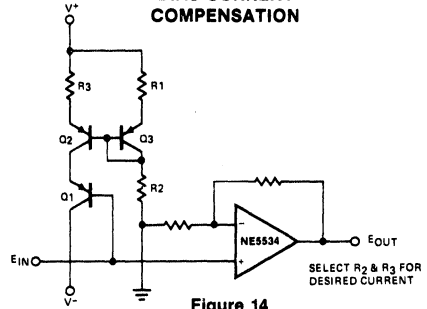 COMPENSATION
V+
R3
R1
Q2
Q3
R2
Q1
−
NE5534
+
EIN
EOUT
SELECT R2 & R3 FOR
DESIRED CURRENT
V−
Figure 14